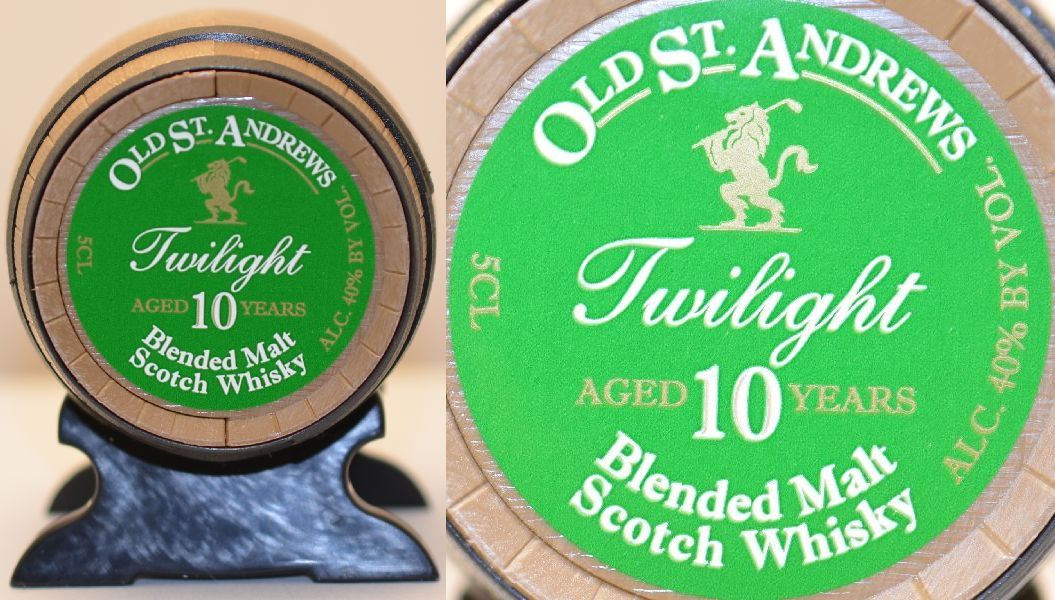 OLD ST. ANDREWS
Twilight
AGED 10 YEARS
Blended Malt
Scotch Whisky
5CL
ALC. 40% BY VOL.
OLD ST. ANDREWS
Twilight
AGED 10 YEARS
Blended Malt
Scotch Whisky
5CL
ALC. 40% BY VOL.